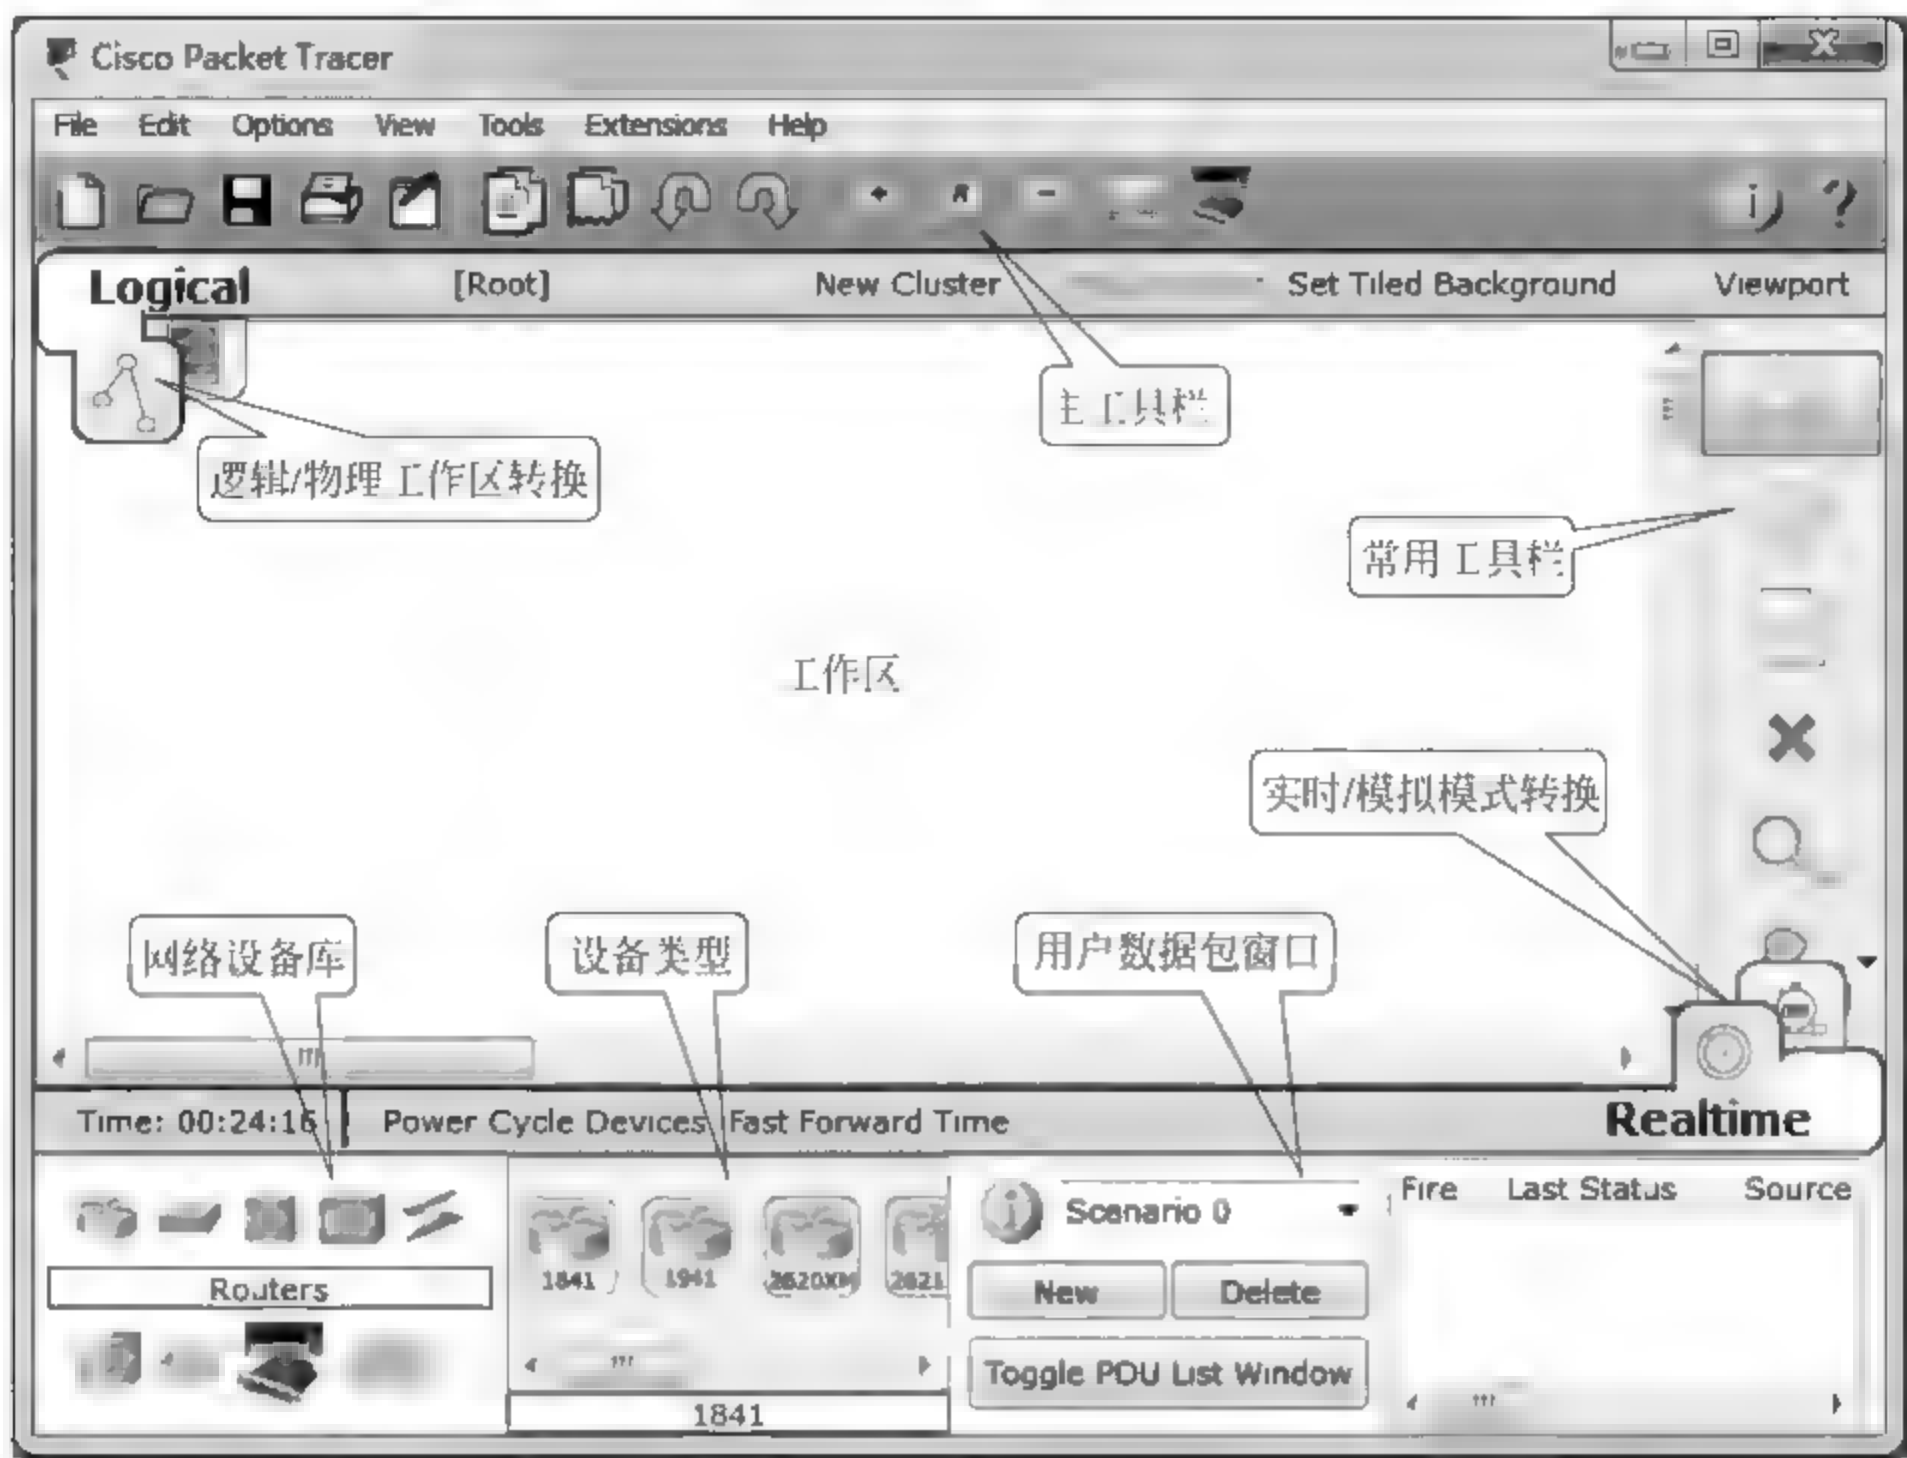 Cisco Packet Tracer
File Edit Options View Tools Extensions Help
Logical [Root] New Cluster Set Tiled Background Viewport
主工具栏
逻辑/物理工作区转换
常用工具栏
工作区
实时/模拟模式转换
网络设备库
设备类型
用户数据包窗口
Time: 00:24:16 Power Cycle Devices Fast Forward Time
Realtime
Fire Last Status Source
Scenario 0
1841 1941 2620XM 2621
New Delete
Routers
Toggle PDU List Window
1841